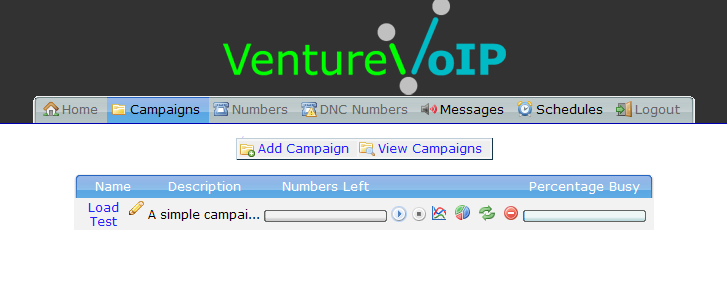 VentureVoIP
Home Campaigns Numbers DNC Numbers Messages Schedules Logout
Add Campaign View Campaigns
Name Description Numbers Left Percentage Busy
Load
Test
A simple campai...